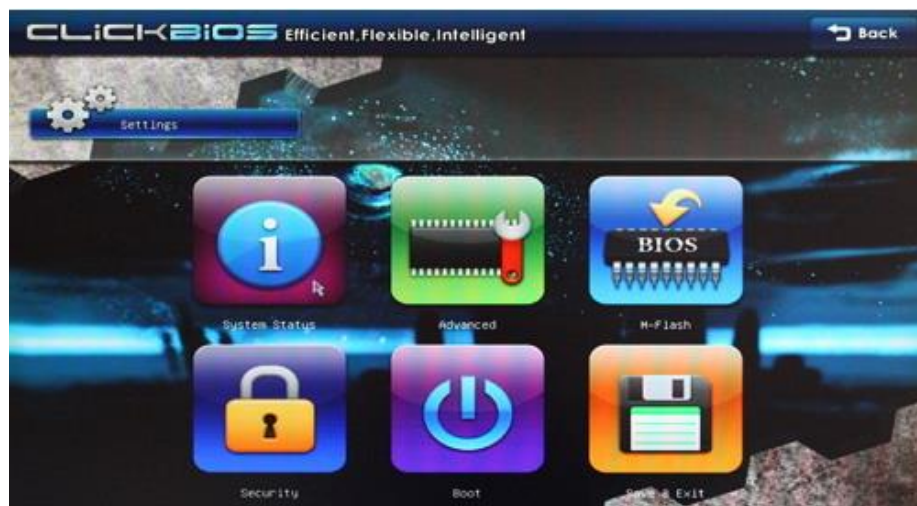 CLiCKBiOS Efficient,Flexible,Intelligent
Back
Settings
i
BIOS
System Status
Advanced
M-Flash
Security
Boot
Save & Exit